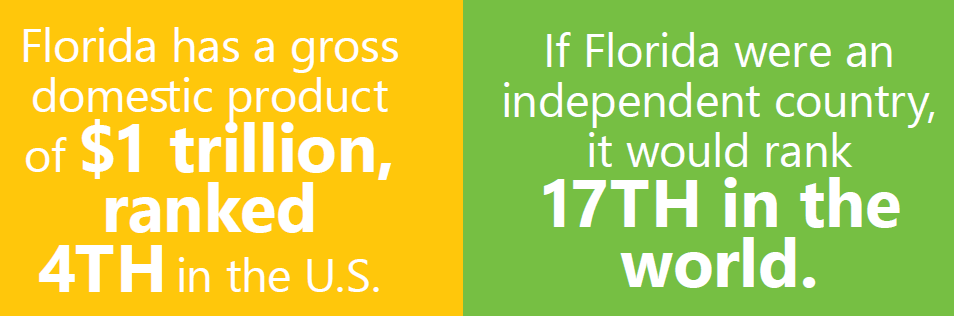 Florida has a gross
domestic product
of $1 trillion,
ranked
4TH in the U.S.
If Florida were an
independent country,
it would rank
17TH in the
world.